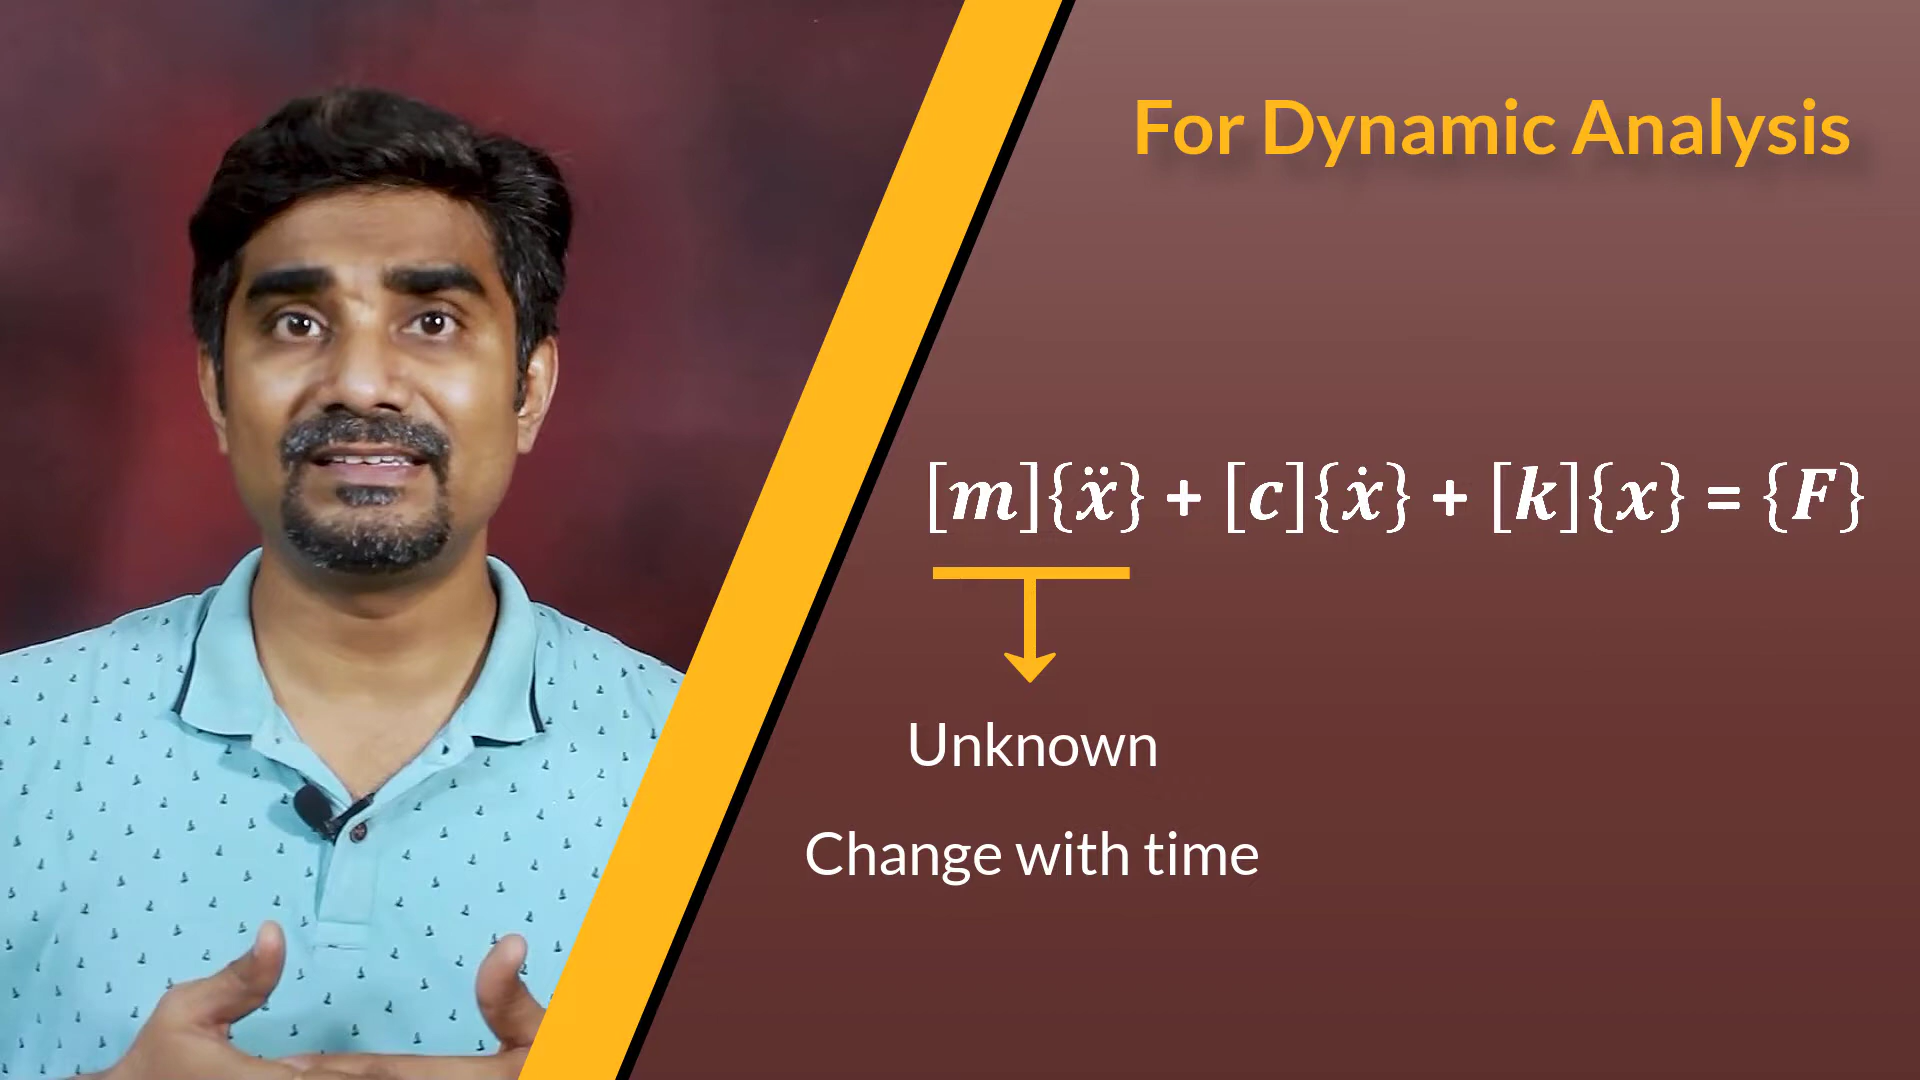 For Dynamic Analysis
[m]{ẍ} + [c]{ẋ} + [k]{x} = {F}
Unknown
Change with time